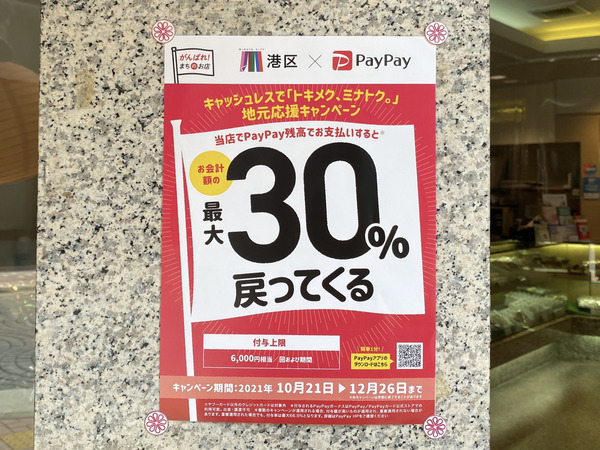 がんばれ!
まちのお店
MINATO CITY
港区 × PayPay
キャッシュレスで「トキメク、ミナトク。」
地元応援キャンペーン
当店でPayPay残高でお支払いすると※
お会計
額の
最大
30%
戻ってくる
付与上限
6,000円相当/回および期間
簡単1分!
PayPayアプリの
ダウンロードはこちら
キャンペーン期間:2021年 10月21日 ▶ 12月26日まで